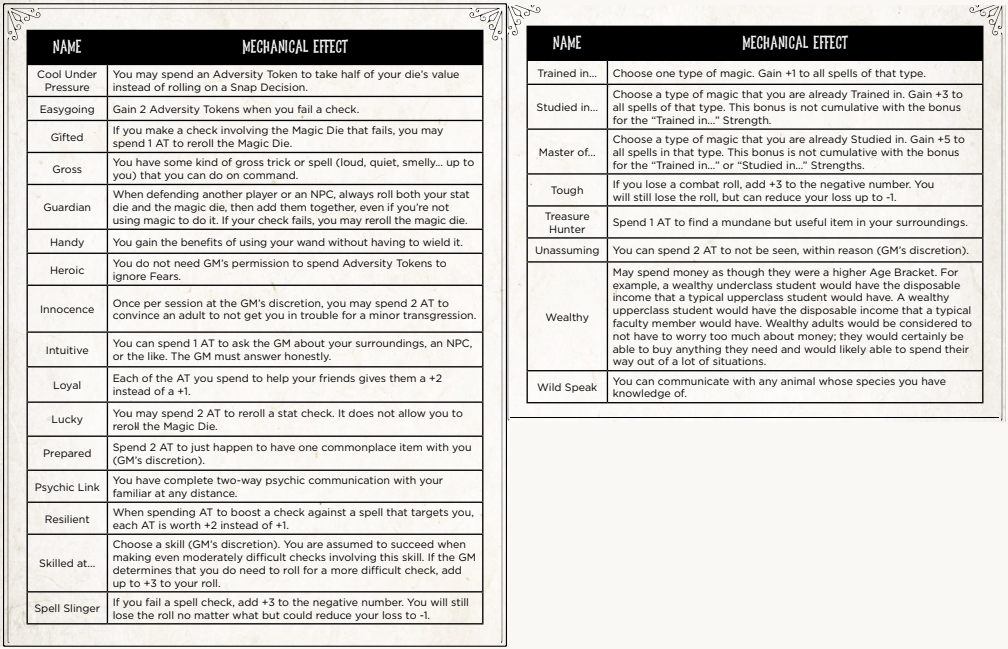 NAME MECHANICAL EFFECT
Cool Under
Pressure
You may spend an Adversity Token to take half of your die's value
instead of rolling on a Snap Decision.
Easygoing
Gain 2 Adversity Tokens when you fail a check.
Gifted
If you make a check involving the Magic Die that fails, you may
spend 1 AT to reroll the Magic Die.
Gross
You have some kind of gross trick or spell (loud, quiet, smelly... up to
you) that you can do on command.
Guardian
When defending another player or an NPC, always roll both your stat
die and the magic die, then add them together, even if you're not
using magic to do it. If your check fails, you may reroll the magic die.
Handy
You gain the benefits of using your wand without having to wield it.
Heroic
You do not need GM's permission to spend Adversity Tokens to
ignore Fears.
Innocence
Once per session at the GM's discretion, you may spend 2 AT to
convince an adult to not get you in trouble for a minor transgression.
Intuitive
You can spend 1 AT to ask the GM about your surroundings, an NPC,
or the like. The GM must answer honestly.
Loyal
Each of the AT you spend to help your friends gives them a +2
instead of a +1.
Lucky
You may spend 2 AT to reroll a stat check. It does not allow you to
reroll the Magic Die.
Prepared
Spend 2 AT to just happen to have one commonplace item with you
(GM's discretion).
Psychic Link
You have complete two-way psychic communication with your
familiar at any distance.
Resilient
When spending AT to boost a check against a spell that targets you,
each AT is worth +2 instead of +1.
Skilled at...
Choose a skill (GM's discretion). You are assumed to succeed when
making even moderately difficult checks involving this skill. If the GM
determines that you do need to roll for a more difficult check, add
up to +3 to your roll.
Spell Slinger
If you fail a spell check, add +3 to the negative number. You will still
lose the roll no matter what but could reduce your loss to -1.
NAME MECHANICAL EFFECT
Trained in...
Choose one type of magic. Gain +1 to all spells of that type.
Studied in...
Choose a type of magic that you are already Trained in. Gain +3 to
all spells of that type. This bonus is not cumulative with the bonus
for the "Trained in..." Strength.
Master of...
Choose a type of magic that you are already Studied in. Gain +5 to
all spells in that type. This bonus is not cumulative with the bonus
for the "Trained in..." or "Studied in..." Strengths.
Tough
If you lose a combat roll, add +3 to the negative number. You
will still lose the roll, but can reduce your loss up to -1.
Treasure
Hunter
Spend 1 AT to find a mundane but useful item in your surroundings.
Unassuming
You can spend 2 AT to not be seen, within reason (GM's discretion).
Wealthy
May spend money as though they were a higher Age Bracket. For
example, a wealthy underclass student would have the disposable
income that a typical upperclass student would have. A wealthy
upperclass student would have the disposable income that a typical
faculty member would have. Wealthy adults would be considered to
not have to worry too much about money; they would certainly be
able to buy anything they need and would likely able to spend their
way out of a lot of situations.
Wild Speak
You can communicate with any animal whose species you have
knowledge of.